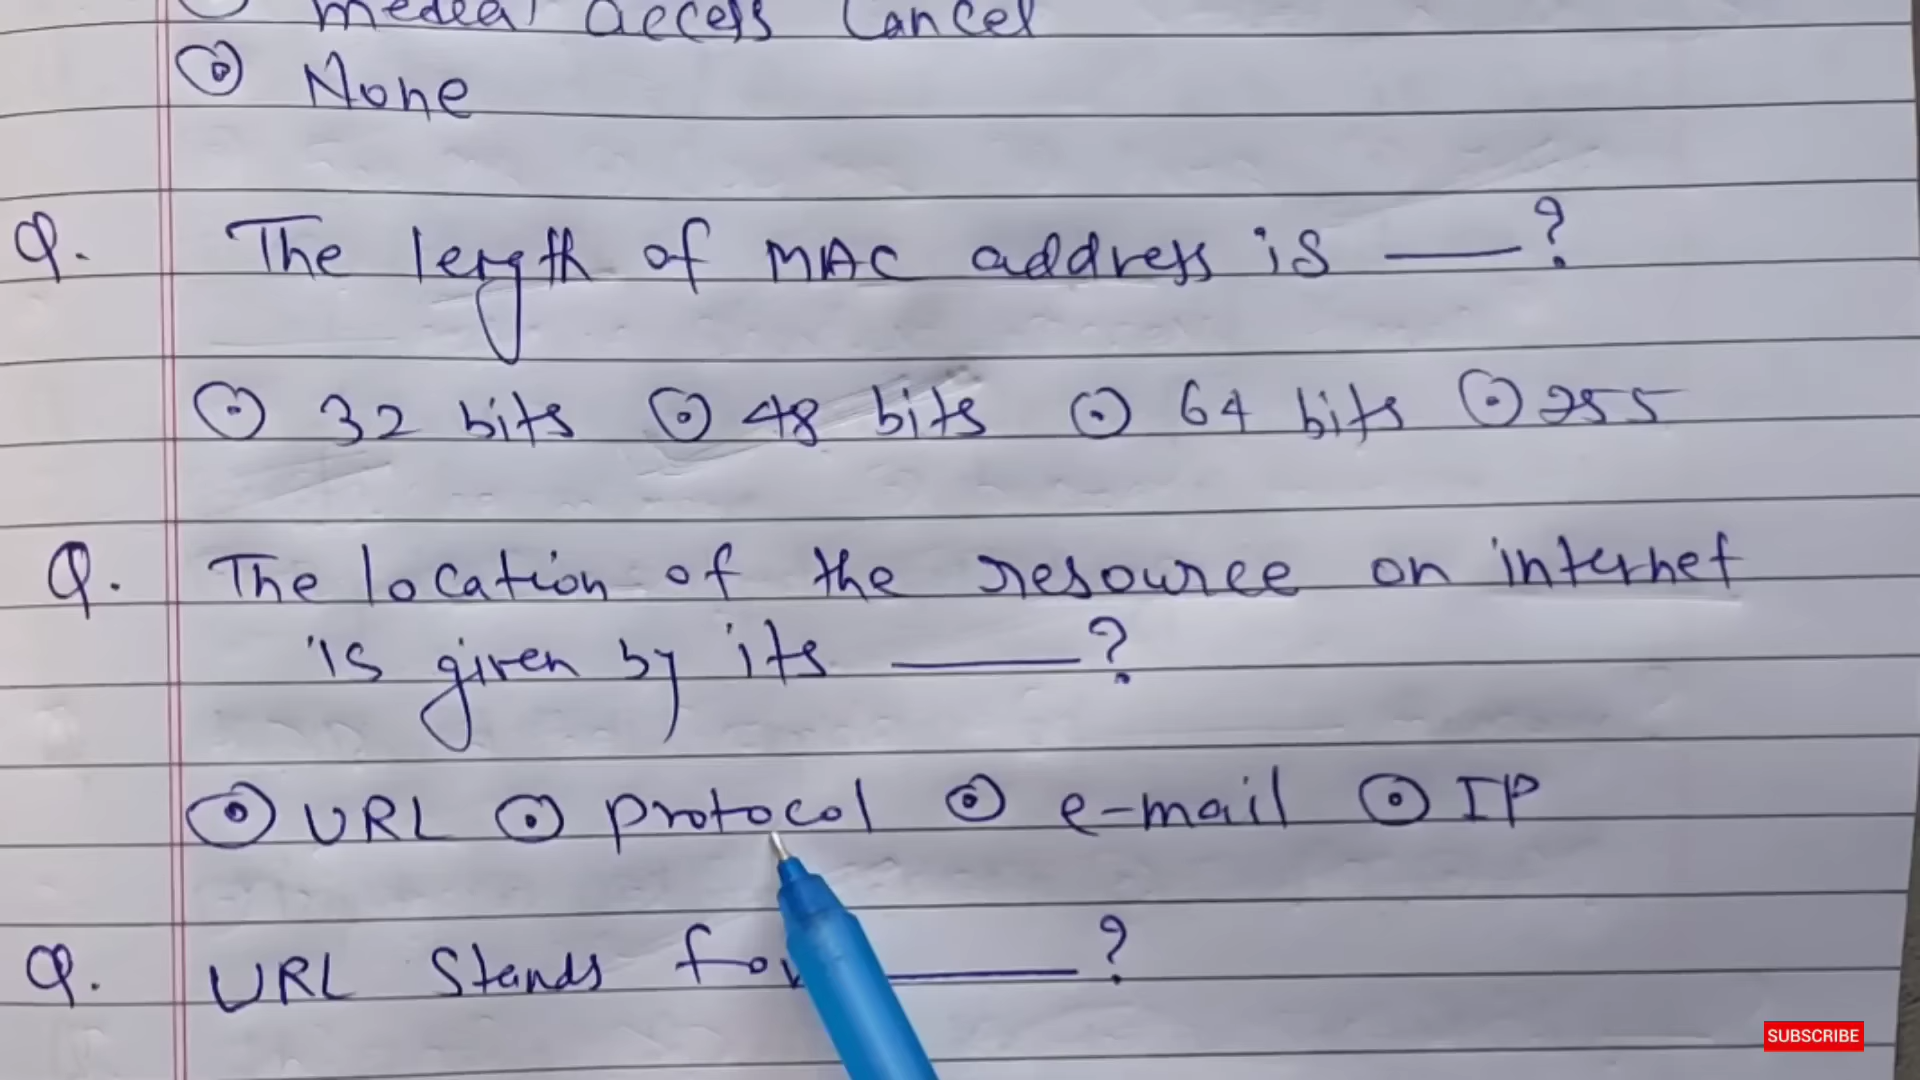 Medial Access Cancel
None
Q. The length of MAC address is ___?
32 bits 48 bits 64 bits 255
Q. The location of the resource on internet
is given by its ___?
URL protocol e-mail IP
Q. URL Stands for ___?
SUBSCRIBE